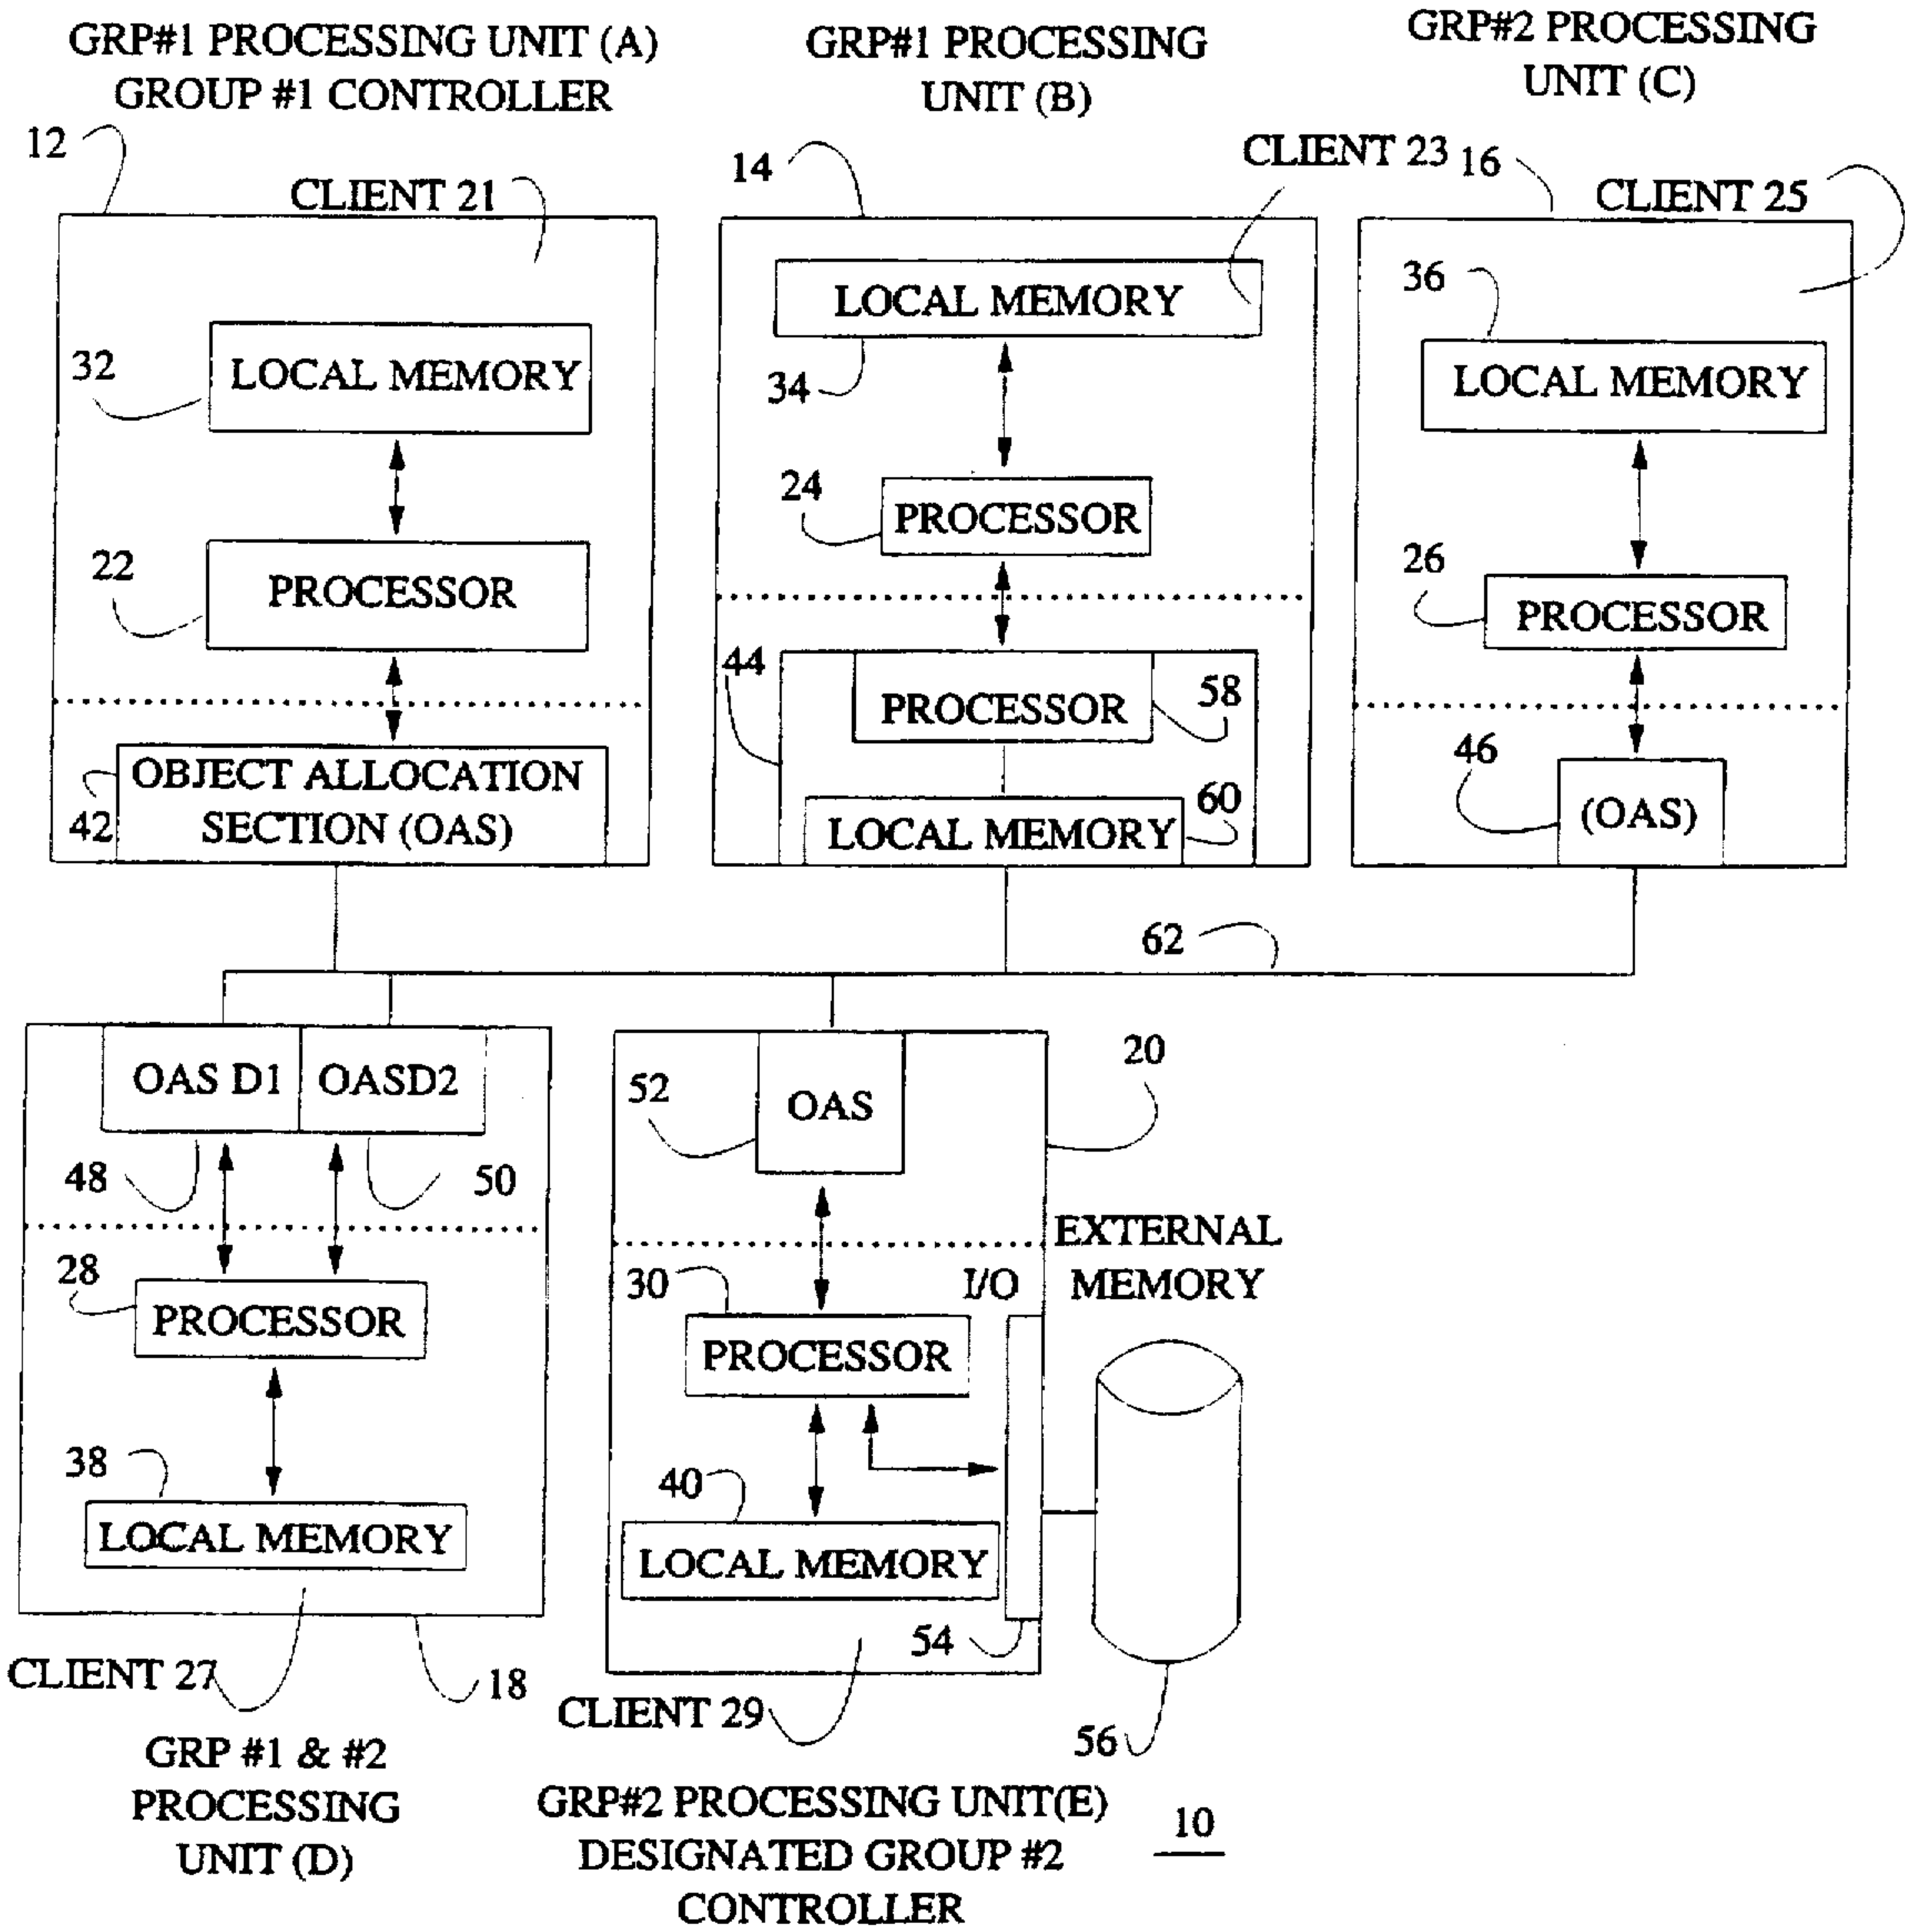 GRP#1 PROCESSING UNIT (A)
GROUP #1 CONTROLLER
GRP#1 PROCESSING
UNIT (B)
GRP#2 PROCESSING
UNIT (C)
12
CLIENT 21
32
LOCAL MEMORY
22
PROCESSOR
42
OBJECT ALLOCATION
SECTION (OAS)
14
CLIENT 23
LOCAL MEMORY
34
24
PROCESSOR
44
PROCESSOR
58
60
LOCAL MEMORY
16
CLIENT 25
36
LOCAL MEMORY
26
PROCESSOR
46
(OAS)
62
OAS D1
OASD2
48
50
28
PROCESSOR
38
LOCAL MEMORY
CLIENT 27
18
GRP #1 & #2
PROCESSING
UNIT (D)
20
52
OAS
EXTERNAL
MEMORY
30
I/O
PROCESSOR
40
LOCAL MEMORY
54
CLIENT 29
56
GRP#2 PROCESSING UNIT(E)
DESIGNATED GROUP #2
CONTROLLER
10